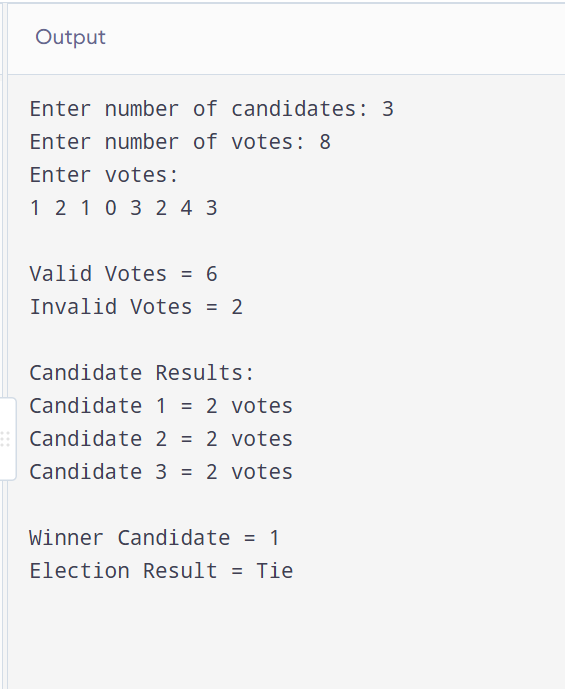 Output
Enter number of candidates: 3
Enter number of votes: 8
Enter votes:
1 2 1 0 3 2 4 3
Valid Votes = 6
Invalid Votes = 2
Candidate Results:
Candidate 1 = 2 votes
Candidate 2 = 2 votes
Candidate 3 = 2 votes
Winner Candidate = 1
Election Result = Tie